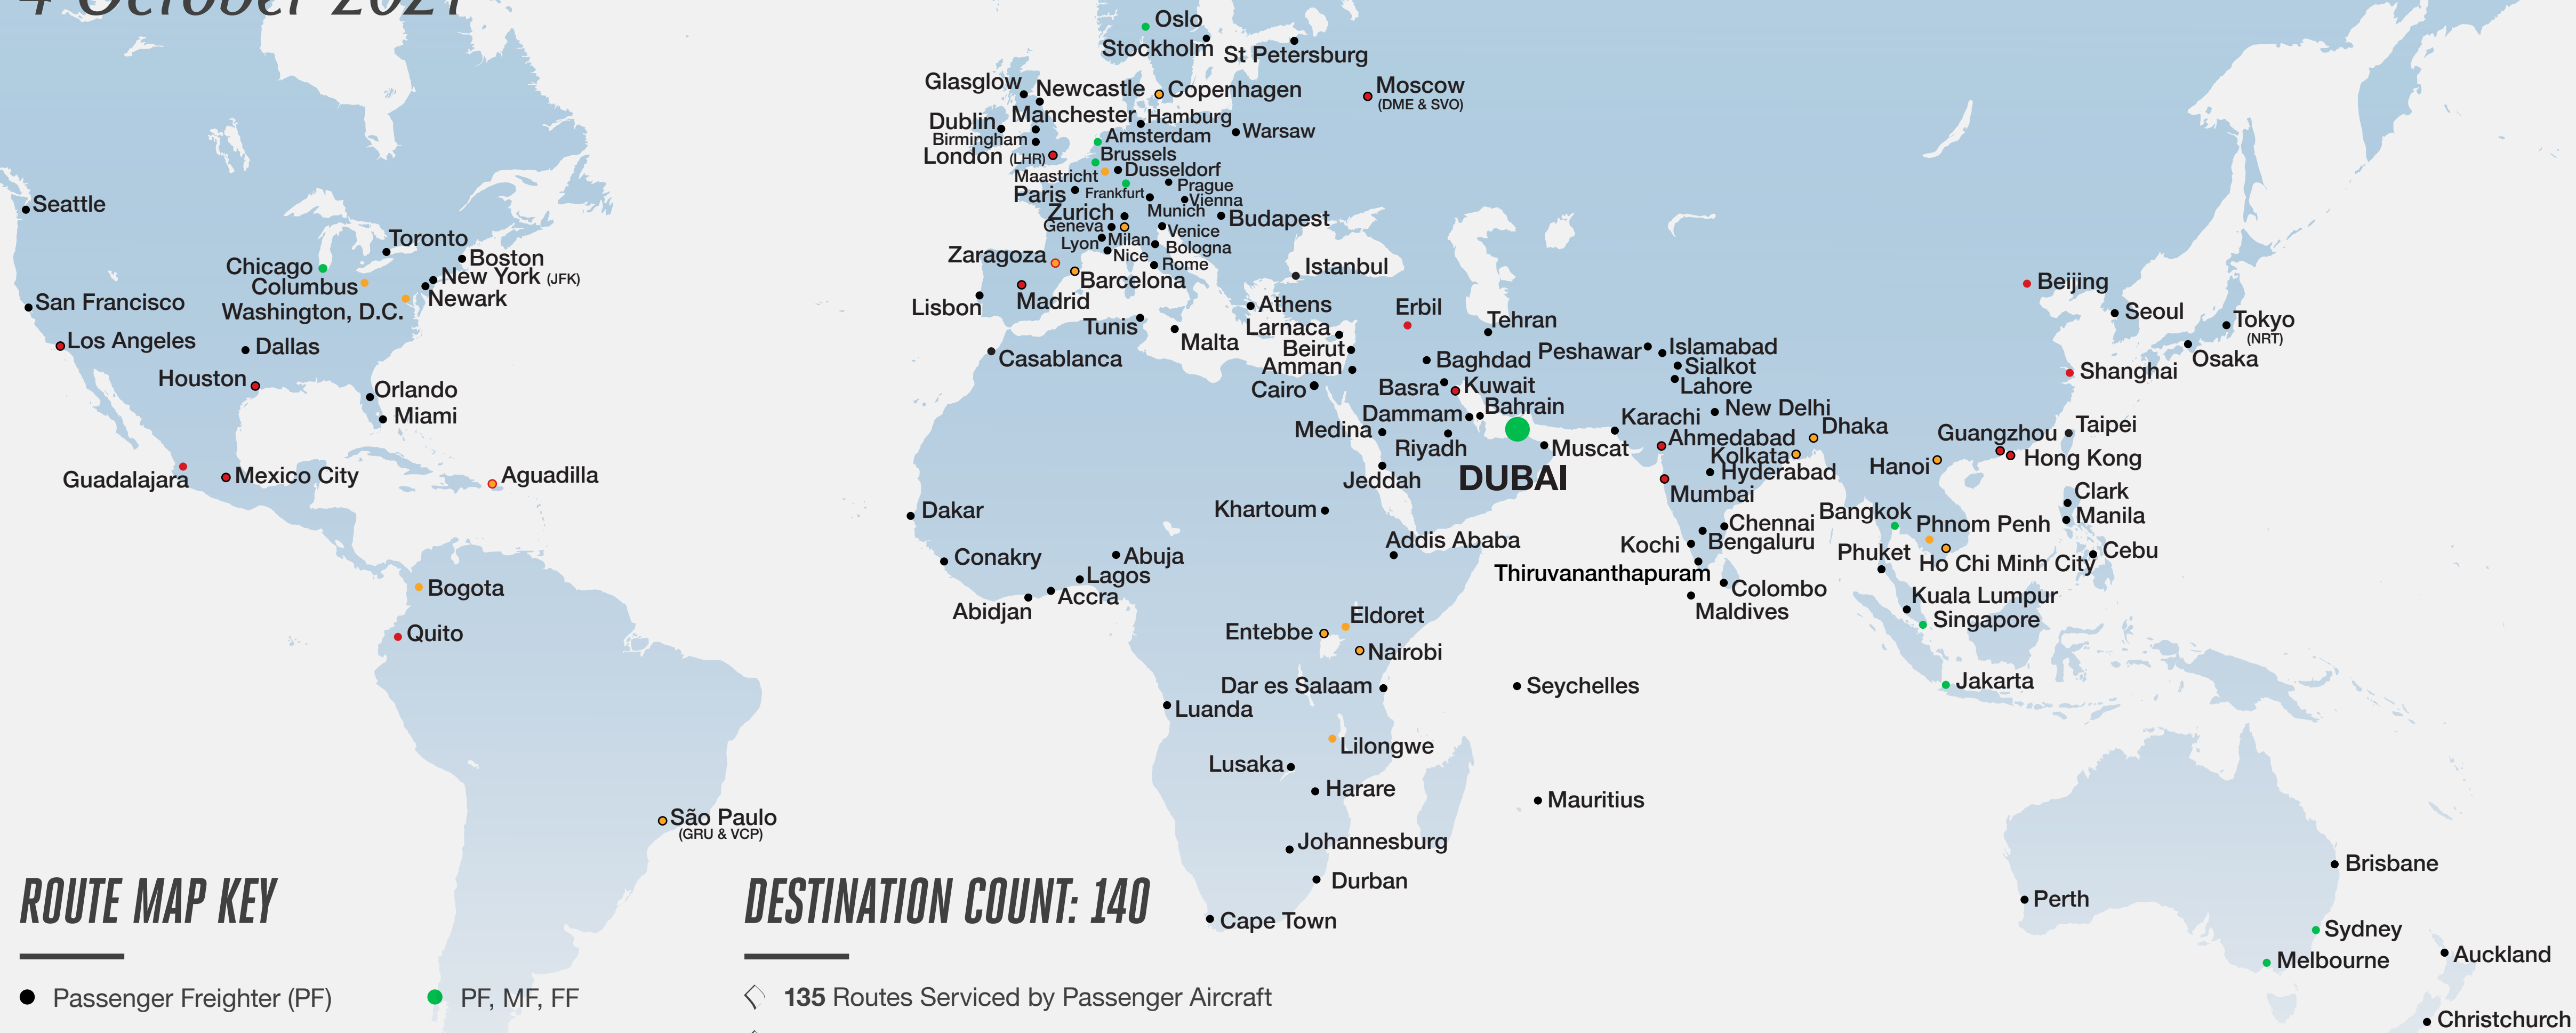 4 October 2021
Oslo
Stockholm
St Petersburg
Glasglow
Newcastle
Copenhagen
Moscow
(DME & SVO)
Manchester
Hamburg
Dublin
Birmingham
Amsterdam
Warsaw
London (LHR)
Brussels
Maastricht
Dusseldorf
Paris
Frankfurt
Prague
Vienna
Zurich
Munich
Budapest
Geneva
Venice
Lyon
Milan
Bologna
Nice
Rome
Zaragoza
Barcelona
Istanbul
Lisbon
Madrid
Athens
Tunis
Malta
Larnaca
Beirut
Amman
Casablanca
Cairo
Erbil
Tehran
Baghdad
Basra
Kuwait
Dammam
Bahrain
Medina
Riyadh
Jeddah
DUBAI
Muscat
Peshawar
Islamabad
Sialkot
Lahore
Karachi
New Delhi
Ahmedabad
Dhaka
Kolkata
Hyderabad
Mumbai
Chennai
Bengaluru
Kochi
Thiruvananthapuram
Colombo
Maldives
Seattle
Toronto
Boston
Chicago
Columbus
New York (JFK)
Newark
Washington, D.C.
San Francisco
Los Angeles
Dallas
Houston
Orlando
Miami
Guadalajara
Mexico City
Aguadilla
Bogota
Quito
São Paulo
(GRU & VCP)
Dakar
Conakry
Abuja
Lagos
Accra
Abidjan
Khartoum
Addis Ababa
Eldoret
Entebbe
Nairobi
Dar es Salaam
Seychelles
Luanda
Lilongwe
Lusaka
Harare
Mauritius
Johannesburg
Durban
Cape Town
Beijing
Seoul
Tokyo
(NRT)
Osaka
Shanghai
Guangzhou
Taipei
Hanoi
Hong Kong
Clark
Manila
Bangkok
Phnom Penh
Phuket
Ho Chi Minh City
Cebu
Kuala Lumpur
Singapore
Jakarta
Brisbane
Perth
Sydney
Melbourne
Auckland
Christchurch
ROUTE MAP KEY
Passenger Freighter (PF)
PF, MF, FF
DESTINATION COUNT: 140
135 Routes Serviced by Passenger Aircraft